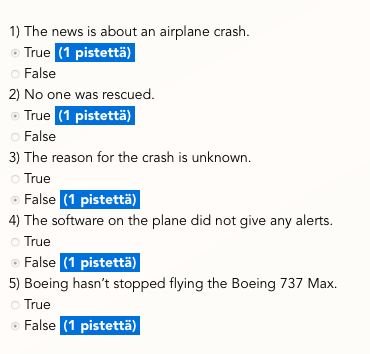 1) The news is about an airplane crash.
True (1 pistettä)
False
2) No one was rescued.
True (1 pistettä)
False
3) The reason for the crash is unknown.
True
False (1 pistettä)
4) The software on the plane did not give any alerts.
True
False (1 pistettä)
5) Boeing hasn’t stopped flying the Boeing 737 Max.
True
False (1 pistettä)